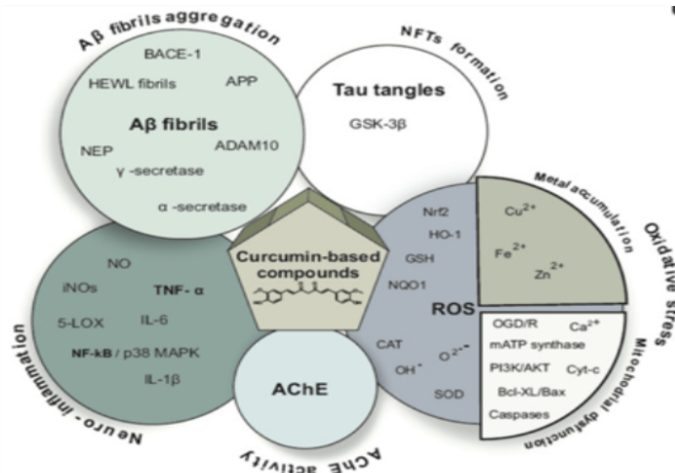 Aβ fibrils aggregation
BACE-1
HEWL fibrils
APP
Aβ fibrils
NEP
ADAM10
γ -secretase
α -secretase
NFTs formation
Tau tangles
GSK-3β
Curcumin-based
compounds
Metal accumulation
Cu2+
Fe2+
Zn2+
Oxidative stress
Nrf2
HO-1
GSH
NQO1
ROS
CAT
O2•-
OH-
SOD
OGD/R
Ca2+
mATP synthase
PI3K/AKT
Cyt-c
Bcl-XL/Bax
Caspases
Mitochdrial dysfunction
NO
iNOs
TNF- α
5-LOX
IL-6
NF-kB / p38 MAPK
IL-1β
Neuro- inflammation
AChE
AChE activity